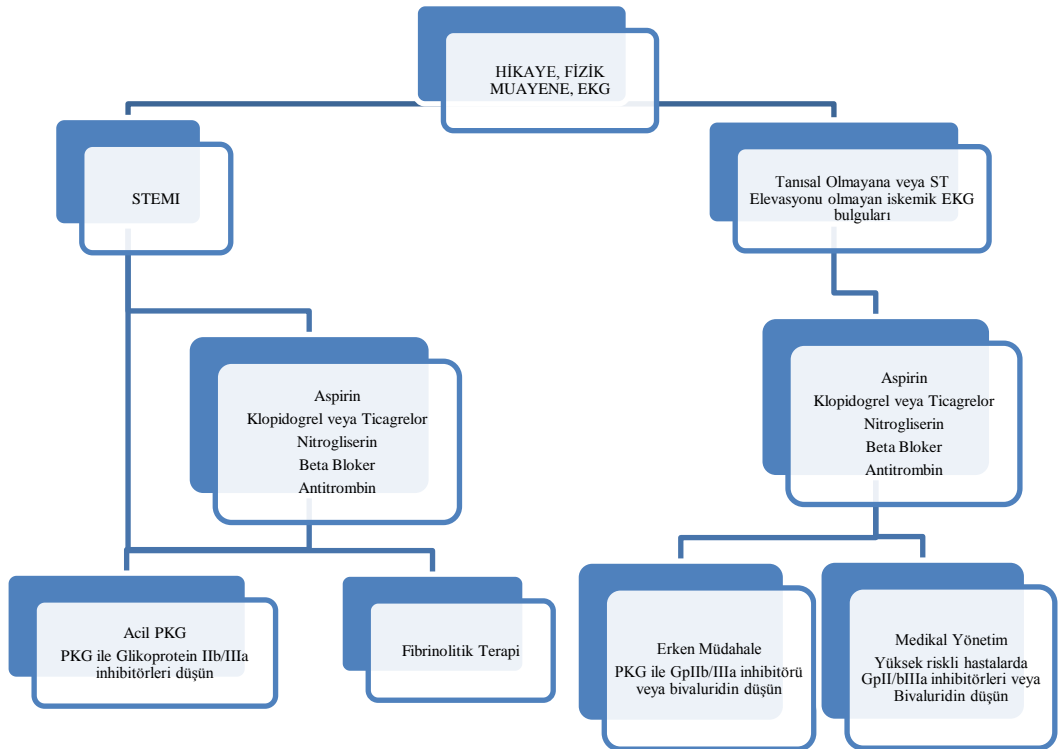 HİKAYE, FİZİK
MUAYENE, EKG
STEMI
Tanısal Olmayana veya ST
Elevasyonu olmayan iskemik EKG
bulguları
Aspirin
Klopidogrel veya Ticagrelor
Nitrogliserin
Beta Bloker
Antitrombin
Aspirin
Klopidogrel veya Ticagrelor
Nitrogliserin
Beta Bloker
Antitrombin
Acil PKG
PKG ile Glikoprotein IIb/IIIa
inhibitörleri düşün
Fibrinolitik Terapi
Erken Müdahale
PKG ile GpIIb/IIIa inhibitörü
veya bivaluridin düşün
Medikal Yönetim
Yüksek riskli hastalarda
GpII/bIIIa inhibitörleri veya
Bivaluridin düşün